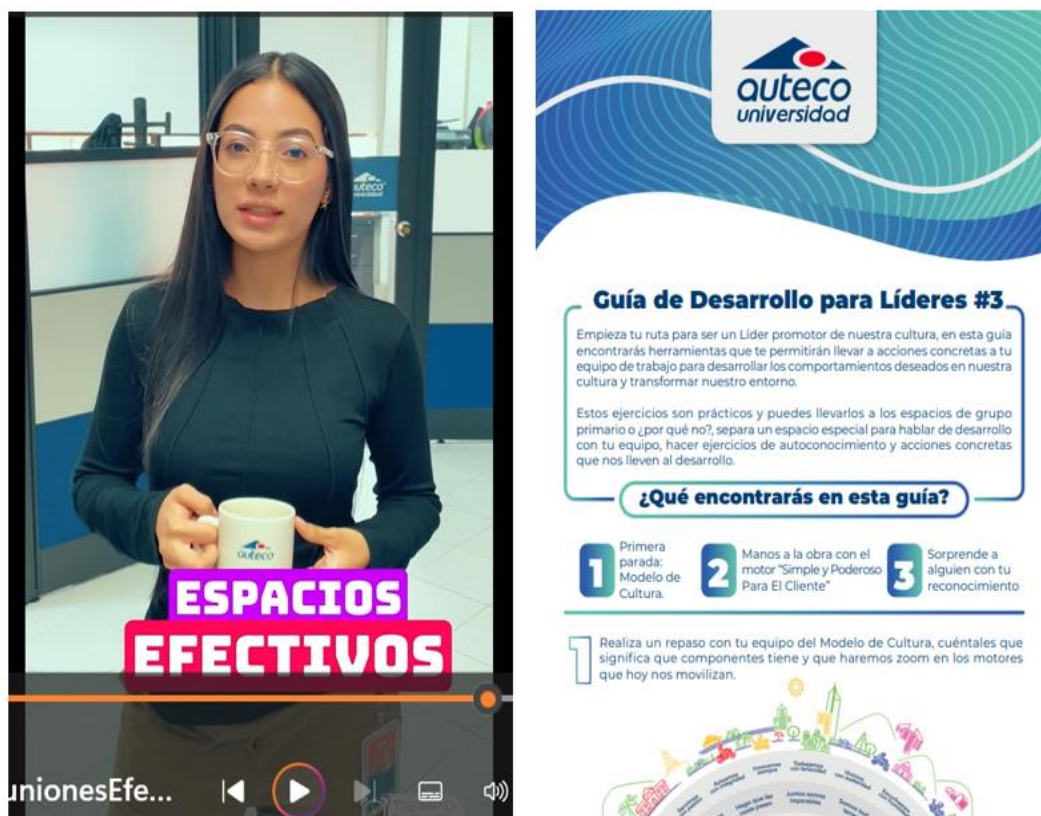 auteco
universidad
auteco
ESPACIOS
EFECTIVOS
unionesEfe...
auteco
universidad
Guía de Desarrollo para Líderes #3
Empieza tu ruta para ser un Líder promotor de nuestra cultura, en esta guía
encontrarás herramientas que te permitirán llevar a acciones concretas a tu
equipo de trabajo para desarrollar los comportamientos deseados en nuestra
cultura y transformar nuestro entorno.
Estos ejercicios son prácticos y puedes llevarlos a los espacios de grupo
primario o ¿por qué no?, separa un espacio especial para hablar de desarrollo
con tu equipo, hacer ejercicios de autoconocimiento y acciones concretas
que nos lleven al desarrollo.
¿Qué encontrarás en esta guía?
1 Primera
parada:
Modelo de
Cultura.
2 Manos a la obra con el
motor "Simple y Poderoso
Para El Cliente"
3 Sorprende a
alguien con tu
reconocimiento
1 Realiza un repaso con tu equipo del Modelo de Cultura, cuéntales que
significa que componentes tiene y que haremos zoom en los motores
que hoy nos movilizan.
Trabajamos
Juntos somos
imparables